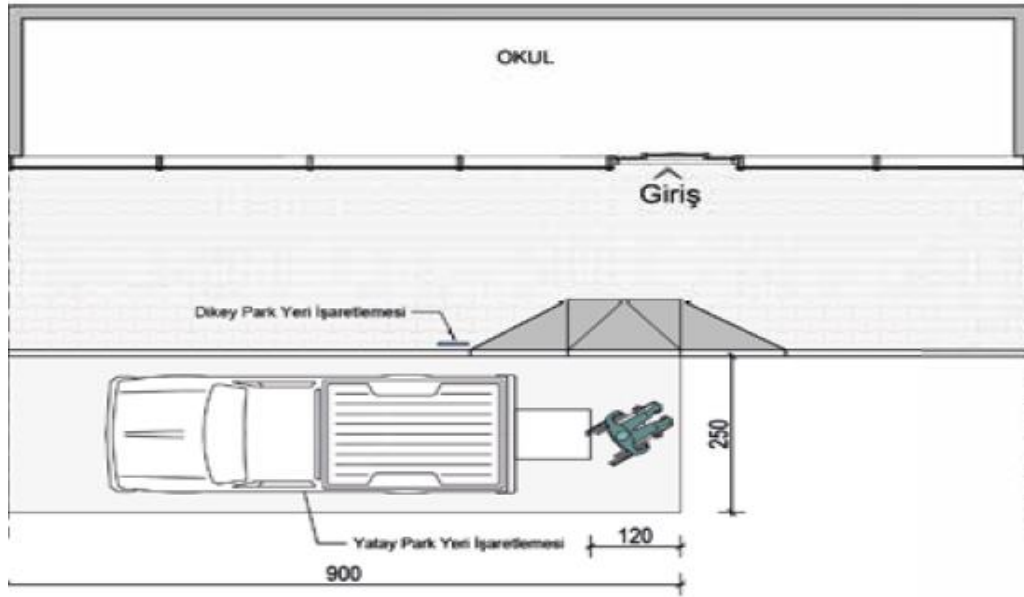 OKUL
Giriş
Dikey Park Yeri İşaretlemesi
250
Yatay Park Yeri İşaretlemesi
120
900